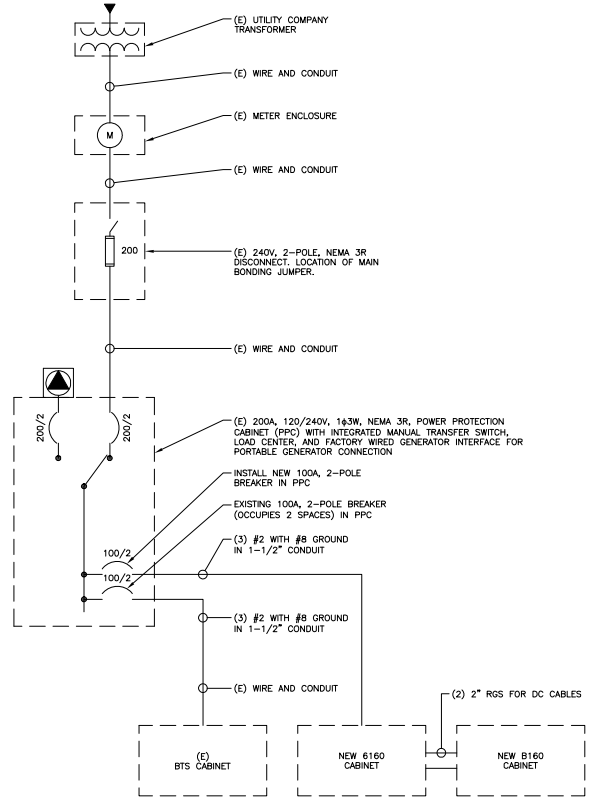 (E) UTILITY COMPANY
TRANSFORMER
(E) WIRE AND CONDUIT
(E) METER ENCLOSURE
M
(E) WIRE AND CONDUIT
200
(E) 240V, 2-POLE, NEMA 3R
DISCONNECT. LOCATION OF MAIN
BONDING JUMPER.
(E) WIRE AND CONDUIT
200/2
200/2
(E) 200A, 120/240V, 1ϕ3W, NEMA 3R, POWER PROTECTION
CABINET (PPC) WITH INTEGRATED MANUAL TRANSFER SWITCH,
LOAD CENTER, AND FACTORY WIRED GENERATOR INTERFACE FOR
PORTABLE GENERATOR CONNECTION
INSTALL NEW 100A, 2-POLE
BREAKER IN PPC
EXISTING 100A, 2-POLE BREAKER
(OCCUPIES 2 SPACES) IN PPC
(3) #2 WITH #8 GROUND
IN 1-1/2" CONDUIT
100/2
100/2
(3) #2 WITH #8 GROUND
IN 1-1/2" CONDUIT
(E) WIRE AND CONDUIT
(2) 2" RGS FOR DC CABLES
(E)
BTS CABINET
NEW 6160
CABINET
NEW B160
CABINET